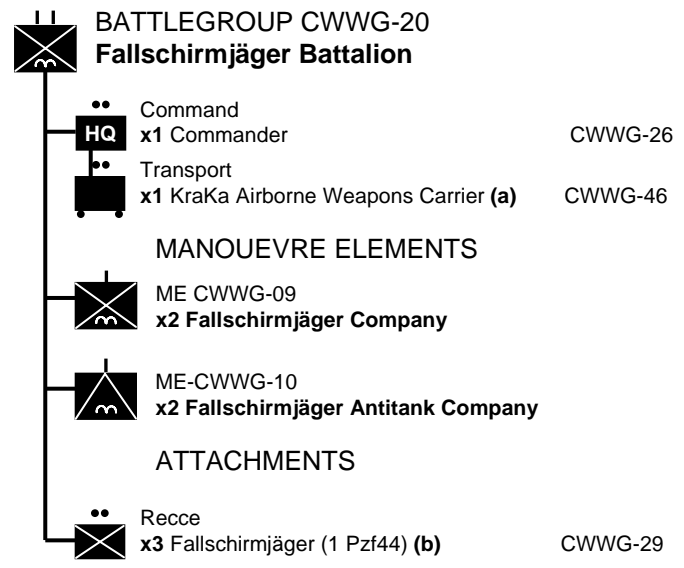 BATTLEGROUP CWWG-20
Fallschirmjäger Battalion
Command
HQ x1 Commander CWWG-26
Transport
x1 KraKa Airborne Weapons Carrier (a) CWWG-46
MANOUEVRE ELEMENTS
ME CWWG-09
x2 Fallschirmjäger Company
ME-CWWG-10
x2 Fallschirmjäger Antitank Company
ATTACHMENTS
Recce
x3 Fallschirmjäger (1 Pzf44) (b) CWWG-29